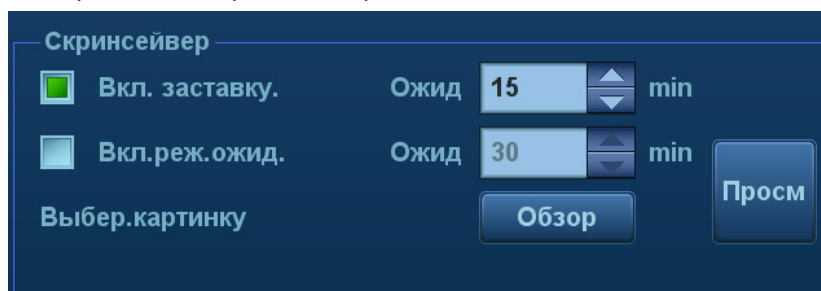 Скринсейвер
Вкл. заставку. Ожид 15 min
Вкл.реж.ожид. Ожид 30 min
Просм
Выбер.картинку Обзор